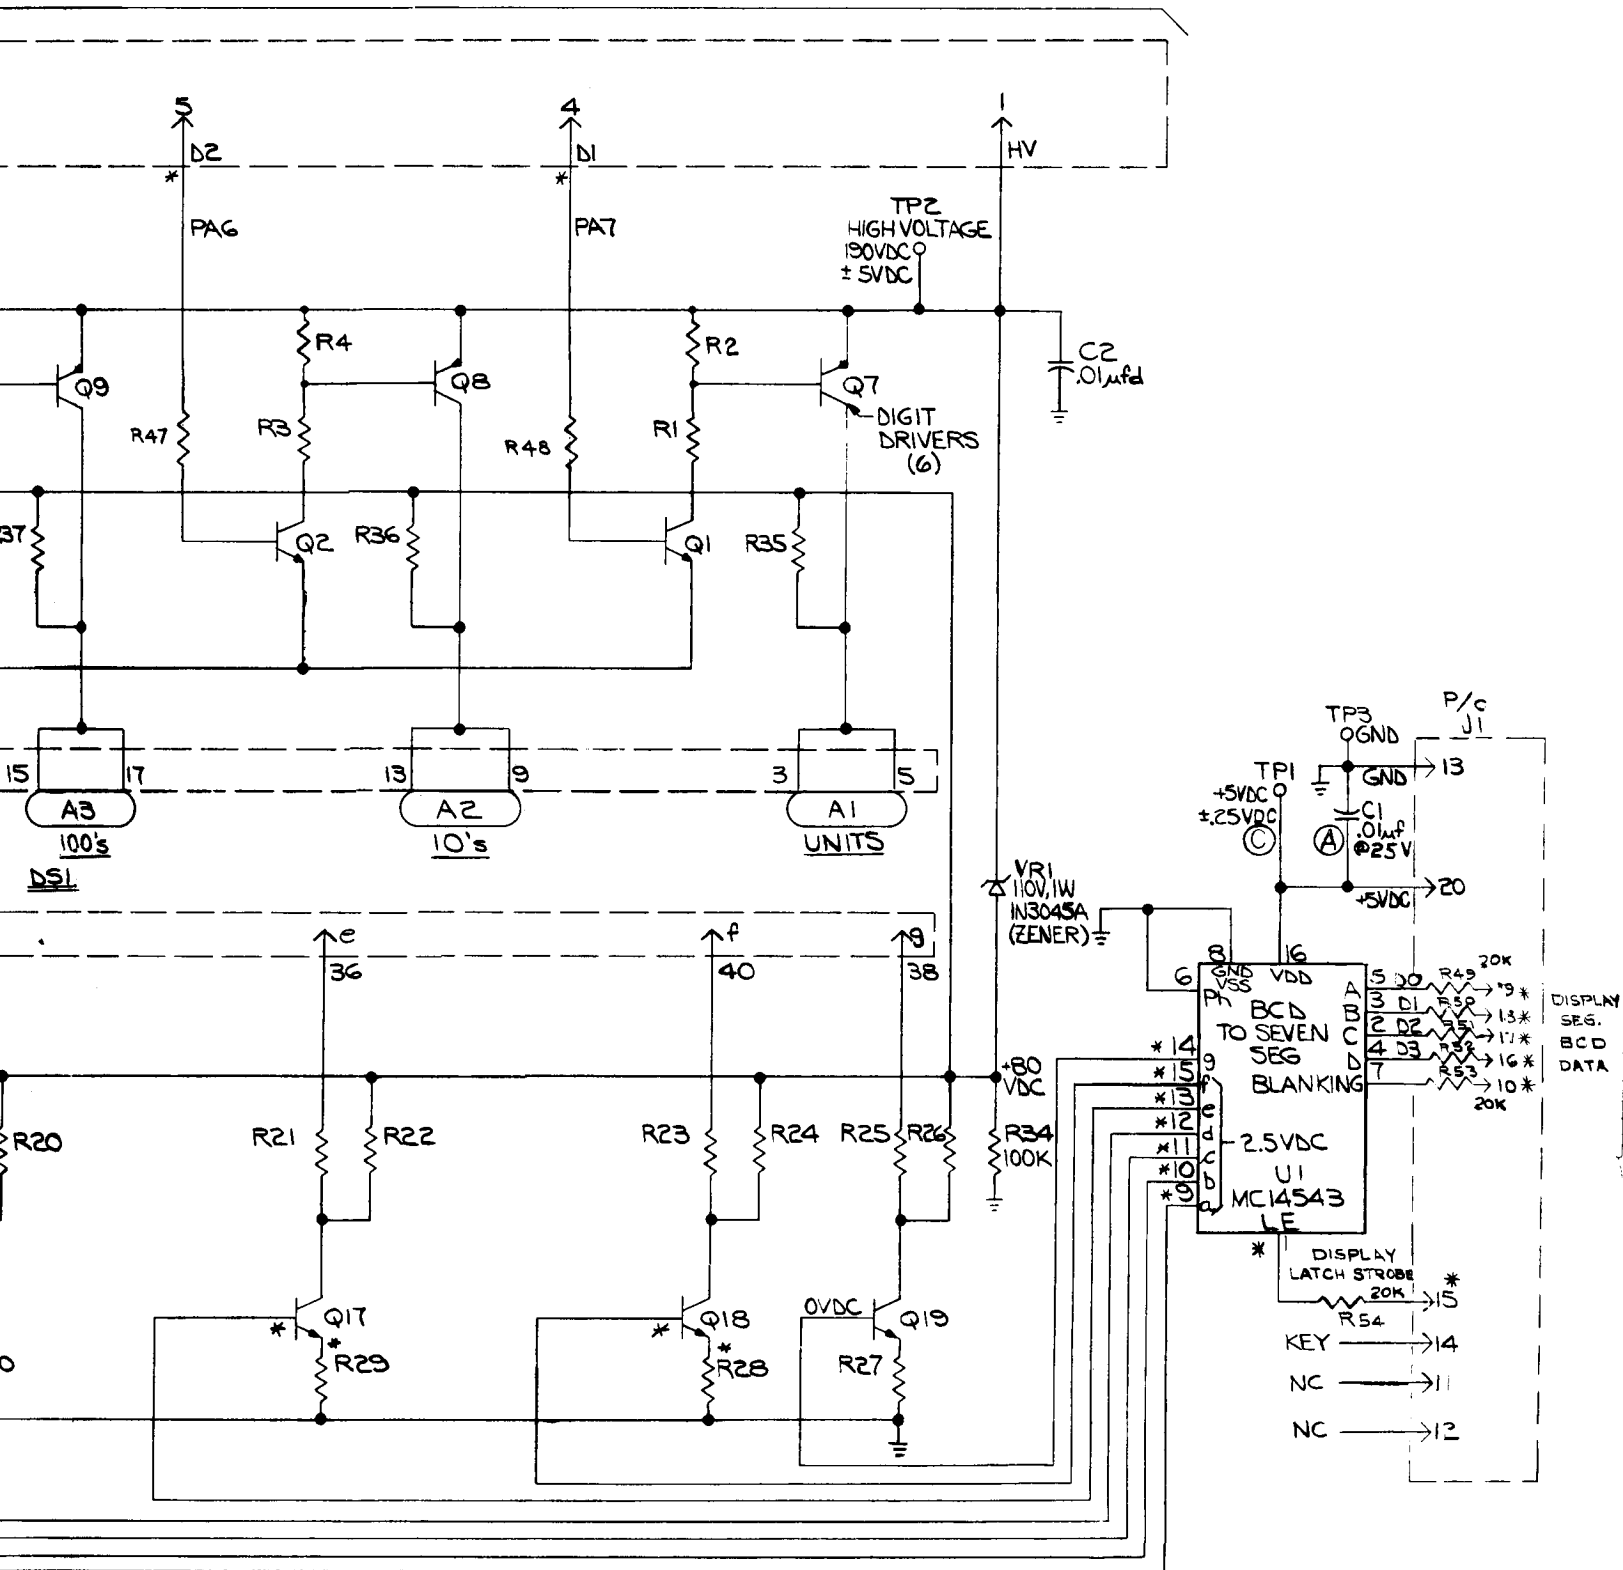 5
4
1
D2
D1
HV
*
*
PA6
PA7
TP2
HIGH VOLTAGE
190VDC
± 5VDC
R4
R2
C2
.01µfd
Q9
Q8
Q7
R47
R3
R48
R1
DIGIT
DRIVERS
(6)
37
Q2
R36
Q1
R35
15
17
13
9
3
5
A3
A2
A1
100's
10's
UNITS
DS1
P/C
J1
TP3
GND
GND
13
TP1
+5VDC
±.25VDC
C
A
C1
.01µf
@25V
+5VDC
20
VR1
110V, 1W
1N3045A
(ZENER)
e
f
g
36
40
38
+80
VDC
R20
R21
R22
R23
R24
R25
R26
R34
100K
8
16
GND
VSS
VDD
6
Ph
BCD
TO SEVEN
SEG
A
B
C
D
BLANKING
5 D0 R49 20K
3 D1 R50 13*
2 D2 R51
4 D3 R52 16*
7 R53 10*
20K
DISPLAY
SEG.
BCD
DATA
*14 g
*15 f
*13 e
*12 d
*11 c
*10 b
*9 a
2.5VDC
U1
MC14543
LE
* 1
DISPLAY
LATCH STROBE
20K
R54
15 *
KEY 14
NC 11
NC 12
Q17
*
*
R29
Q18
*
*
R28
0VDC
Q19
R27